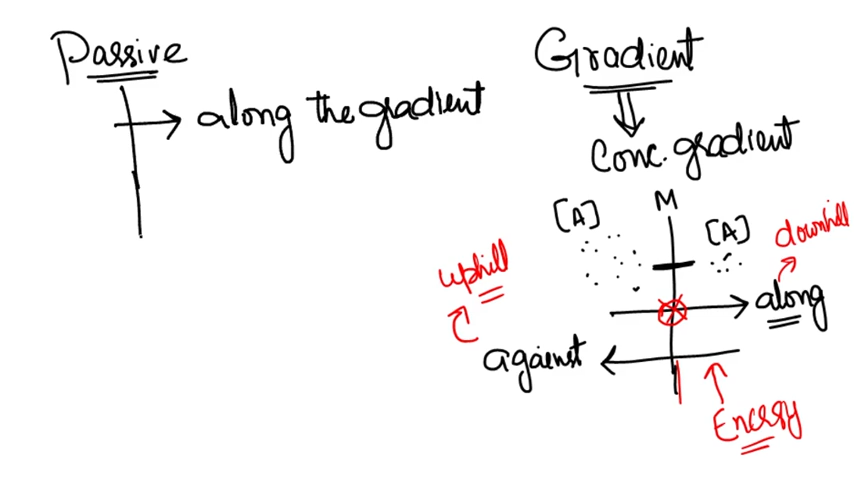 Passive
along the gradient
Gradient
Conc. gradient
M
[A]
[A]
downhill
uphill
along
against
Energy